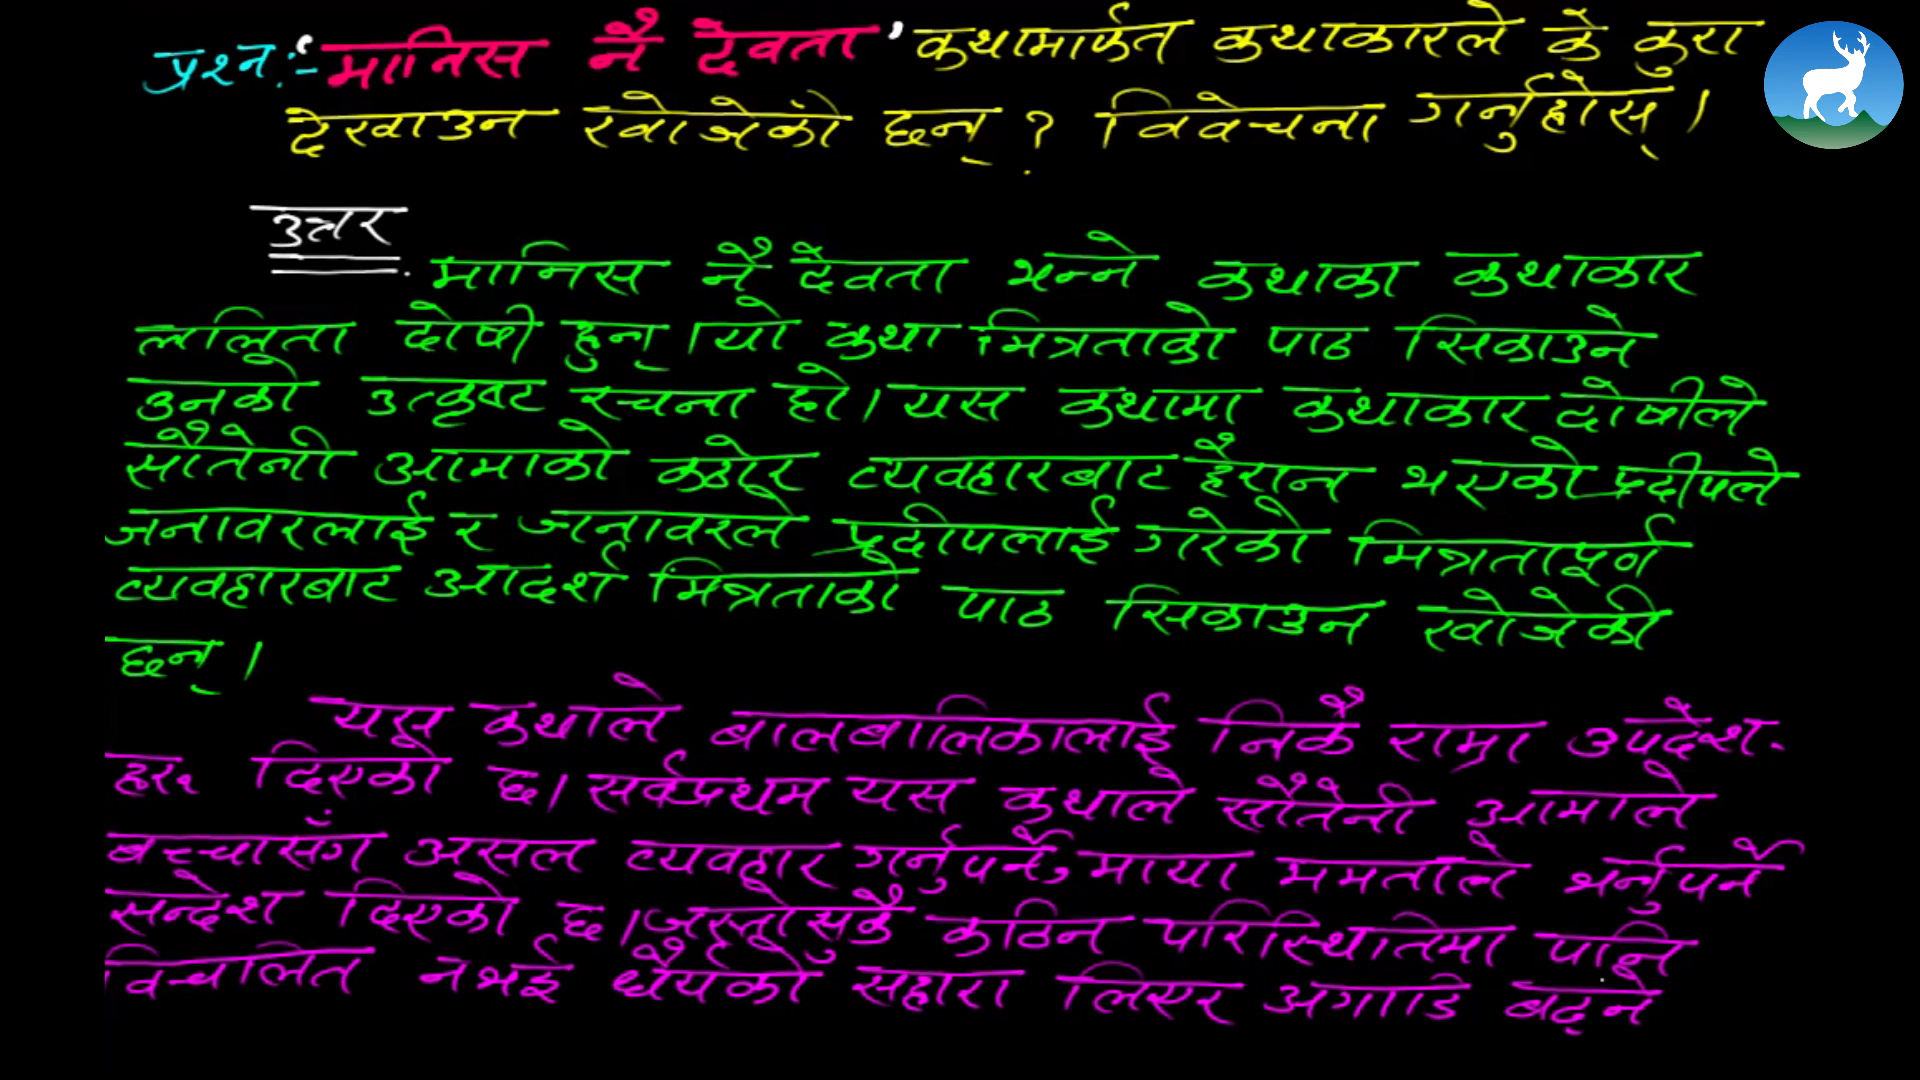 प्रश्न:- 'मानिस नै देवता' कथामार्फत कथाकारले के कुरा
देखाउन खोजेको छन् ? विवेचना गर्नुहोस् ।
उत्तर
मानिस नै देवता भन्ने कथाका कथाकार
ललिता दोषी हुन् । यो कथा मित्रताको पाठ सिकाउने
उनको उत्कृष्ट रचना हो । यस कथामा कथाकार दोषीले
सौतेनी आमाको कठोर व्यवहारबाट हैरान भएको प्रदीपले
जनावरलाई र जनावरले प्रदीपलाई गरेको मित्रतापूर्ण
व्यवहारबाट आदर्श मित्रताको पाठ सिकाउन खोजेकी
छन् ।
यस कथाले बालबालिकालाई निकै राम्रा उपदेश-
हरू दिएको छ । सर्वप्रथम यस कथाले सौतेनी आमाले
बच्चासँग असल व्यवहार गर्नुपर्ने, माया ममताले भर्नुपर्ने
सन्देश दिएको छ । जस्तोसुकै कठिन परिस्थितिमा पनि
विचलित नभई धैर्यको सहारा लिएर अगाडि बढ्ने